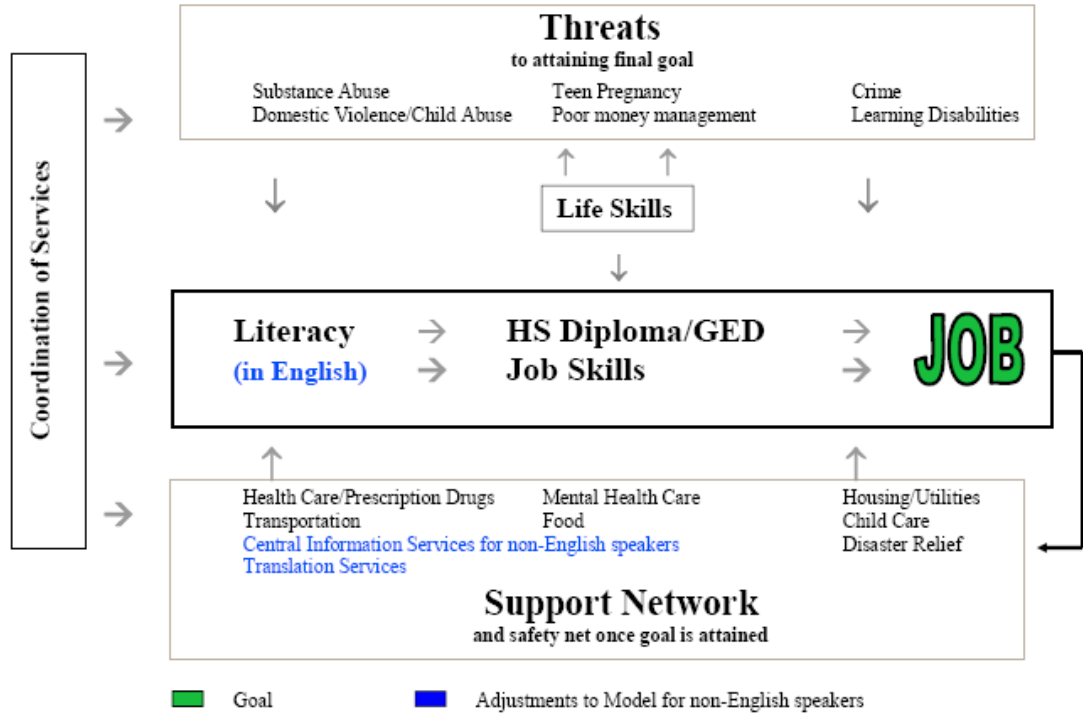 Coordination of Services
Threats
to attaining final goal
Substance Abuse Teen Pregnancy Crime
Domestic Violence/Child Abuse Poor money management Learning Disabilities
Life Skills
Literacy HS Diploma/GED
(in English) Job Skills
JOB
Health Care/Prescription Drugs Mental Health Care Housing/Utilities
Transportation Food Child Care
Central Information Services for non-English speakers Disaster Relief
Translation Services
Support Network
and safety net once goal is attained
Goal Adjustments to Model for non-English speakers